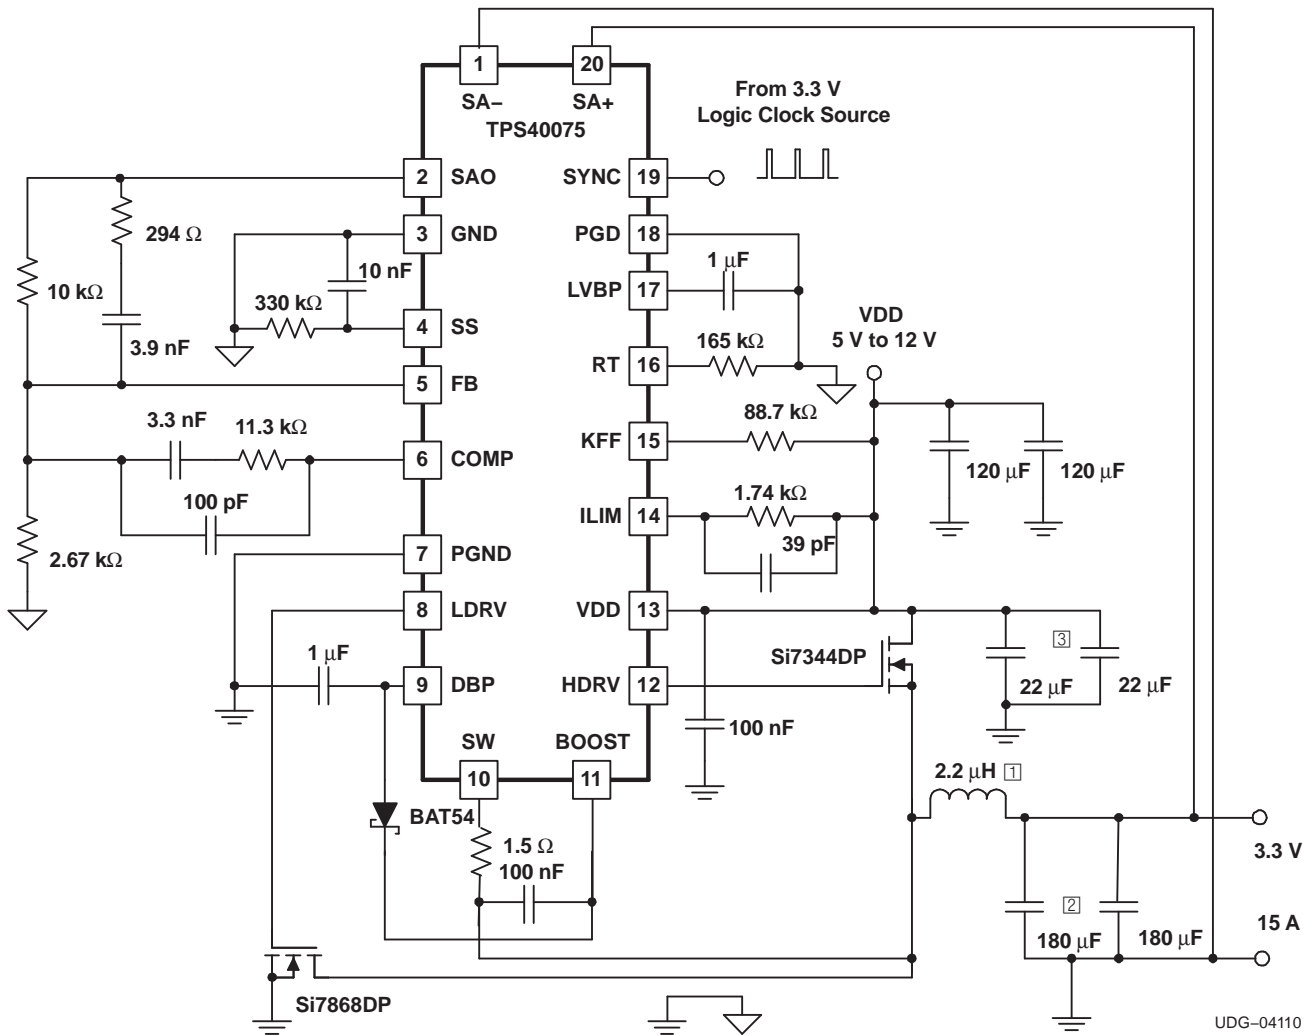 1
20
SA–
SA+
TPS40075
From 3.3 V
Logic Clock Source
2
SAO
SYNC
19
294 Ω
3
GND
PGD
18
10 kΩ
10 nF
1 μF
LVBP
17
330 kΩ
4
SS
VDD
5 V to 12 V
3.9 nF
165 kΩ
RT
16
5
FB
88.7 kΩ
3.3 nF
11.3 kΩ
KFF
15
6
COMP
120 μF
120 μF
100 pF
1.74 kΩ
ILIM
14
39 pF
2.67 kΩ
7
PGND
8
LDRV
VDD
13
Si7344DP
3
1 μF
22 μF
22 μF
9
DBP
HDRV
12
100 nF
SW
BOOST
10
11
2.2 μH
1
BAT54
1.5 Ω
100 nF
3.3 V
2
180 μF
180 μF
15 A
Si7868DP
UDG–04110